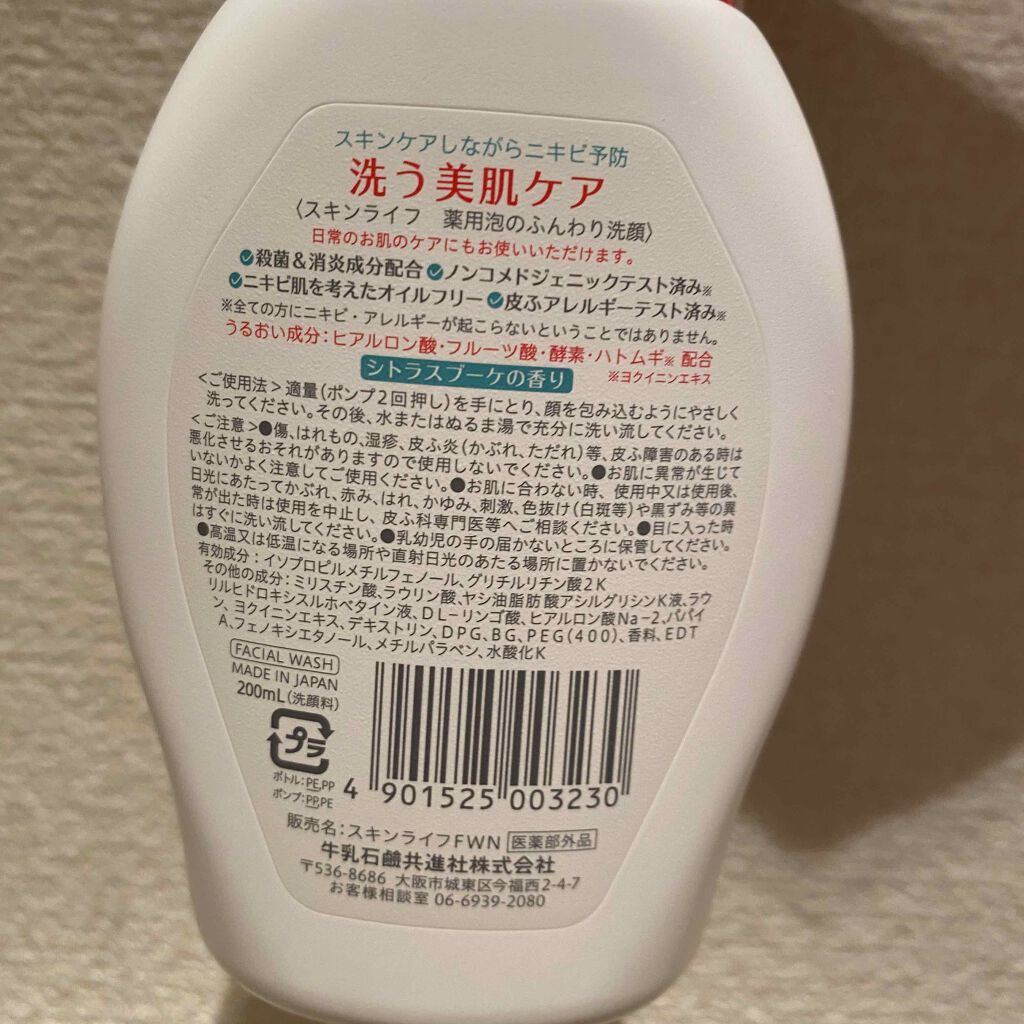 スキンケアしながらニキビ予防
洗う美肌ケア
〈スキンライフ 薬用泡のふんわり洗顔〉
日常のお肌のケアにもお使いいただけます。
殺菌&消炎成分配合 ノンコメドジェニックテスト済み※
ニキビ肌を考えたオイルフリー 皮ふアレルギーテスト済み※
※全ての方にニキビ・アレルギーが起こらないということではありません。
うるおい成分:ヒアルロン酸・フルーツ酸・酵素・ハトムギ※ 配合
シトラスブーケの香り ※ヨクイニンエキス
<ご使用法>適量(ポンプ2回押し)を手にとり、顔を包み込むようにやさしく
洗ってください。その後、水またはぬるま湯で充分に洗い流してください。
<ご注意>●傷、はれもの、湿疹、皮ふ炎(かぶれ、ただれ)等、皮ふ障害のある時は
悪化させるおそれがありますので使用しないでください。●お肌に異常が生じて
いないかよく注意してご使用ください。●お肌に合わない時、使用中又は使用後、
日光にあたってかぶれ、赤み、はれ、かゆみ、刺激、色抜け(白斑等)や黒ずみ等の異
常が出た時は使用を中止し、皮ふ科専門医等へご相談ください。●目に入った時
はすぐに洗い流してください。●乳幼児の手の届かないところに保管してください。
●高温又は低温になる場所や直射日光のあたる場所に置かないでください。
有効成分:イソプロピルメチルフェノール、グリチルリチン酸2K
その他の成分:ミリスチン酸、ラウリン酸、ヤシ油脂肪酸アシルグリシンK液、ラウ
リルヒドロキシスルホベタイン液、DL-リンゴ酸、ヒアルロン酸Na-2、パパイ
ン、ヨクイニンエキス、デキストリン、DPG、BG、PEG(400)、香料、EDT
A、フェノキシエタノール、メチルパラベン、水酸化K
FACIAL WASH
MADE IN JAPAN
200mL(洗顔料)
プラ
ボトル:PE,PP
ポンプ:PP,PE
4 901525 003230
販売名:スキンライフFWN 医薬部外品
牛乳石鹼共進社株式会社
〒536-8686 大阪市城東区今福西2-4-7
お客様相談室 06-6939-2080